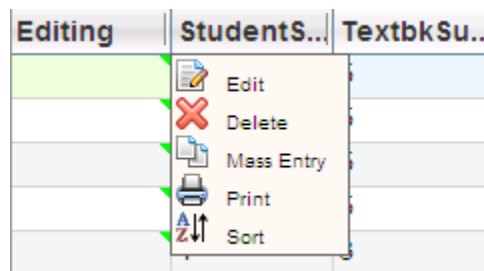 Editing StudentS... TextbkSu..
Edit
Delete
Mass Entry
Print
Sort